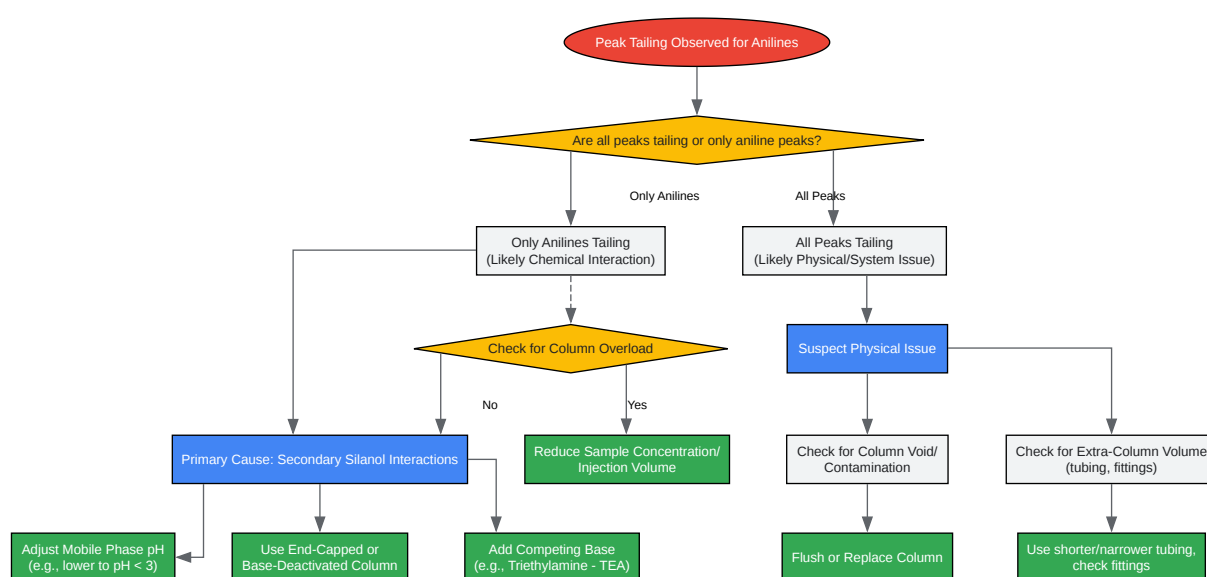 Peak Tailing Observed for Anilines
Are all peaks tailing or only aniline peaks?
Only Anilines
All Peaks
Only Anilines Tailing
(Likely Chemical Interaction)
All Peaks Tailing
(Likely Physical/System Issue)
Check for Column Overload
Suspect Physical Issue
No
Yes
Primary Cause: Secondary Silanol Interactions
Reduce Sample Concentration/
Injection Volume
Check for Column Void/
Contamination
Check for Extra-Column Volume
(tubing, fittings)
Adjust Mobile Phase pH
(e.g., lower to pH < 3)
Use End-Capped or
Base-Deactivated Column
Add Competing Base
(e.g., Triethylamine - TEA)
Flush or Replace Column
Use shorter/narrower tubing,
check fittings